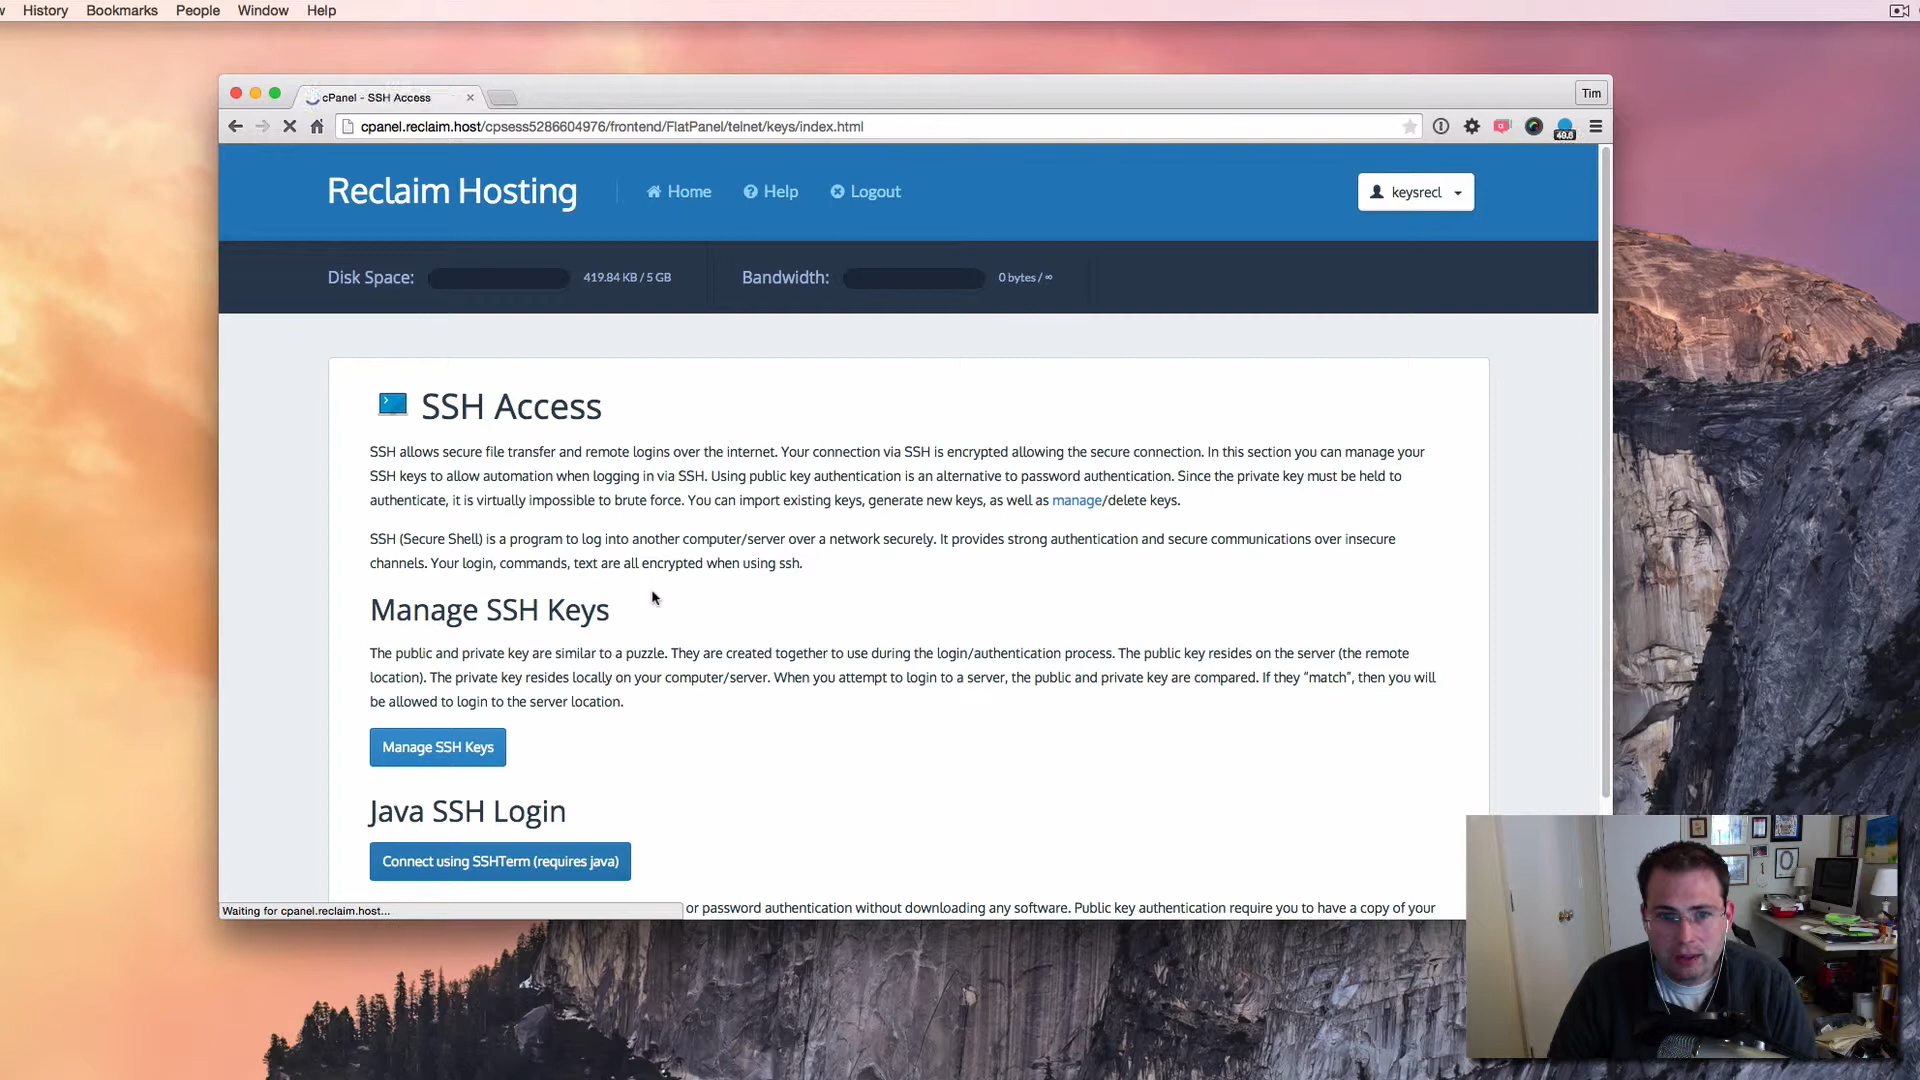 History Bookmarks People Window Help
cPanel - SSH Access
Tim
cpanel.reclaim.host/cpsess5286604976/frontend/FlatPanel/telnet/keys/index.html
49.6
Reclaim Hosting Home Help Logout keysrecl
Disk Space: 419.84 KB / 5 GB Bandwidth: 0 bytes / ∞
SSH Access
SSH allows secure file transfer and remote logins over the internet. Your connection via SSH is encrypted allowing the secure connection. In this section you can manage your
SSH keys to allow automation when logging in via SSH. Using public key authentication is an alternative to password authentication. Since the private key must be held to
authenticate, it is virtually impossible to brute force. You can import existing keys, generate new keys, as well as manage/delete keys.
SSH (Secure Shell) is a program to log into another computer/server over a network securely. It provides strong authentication and secure communications over insecure
channels. Your login, commands, text are all encrypted when using ssh.
Manage SSH Keys
The public and private key are similar to a puzzle. They are created together to use during the login/authentication process. The public key resides on the server (the remote
location). The private key resides locally on your computer/server. When you attempt to login to a server, the public and private key are compared. If they “match”, then you will
be allowed to login to the server location.
Manage SSH Keys
Java SSH Login
Connect using SSHTerm (requires java)
or password authentication without downloading any software. Public key authentication require you to have a copy of your
Waiting for cpanel.reclaim.host...